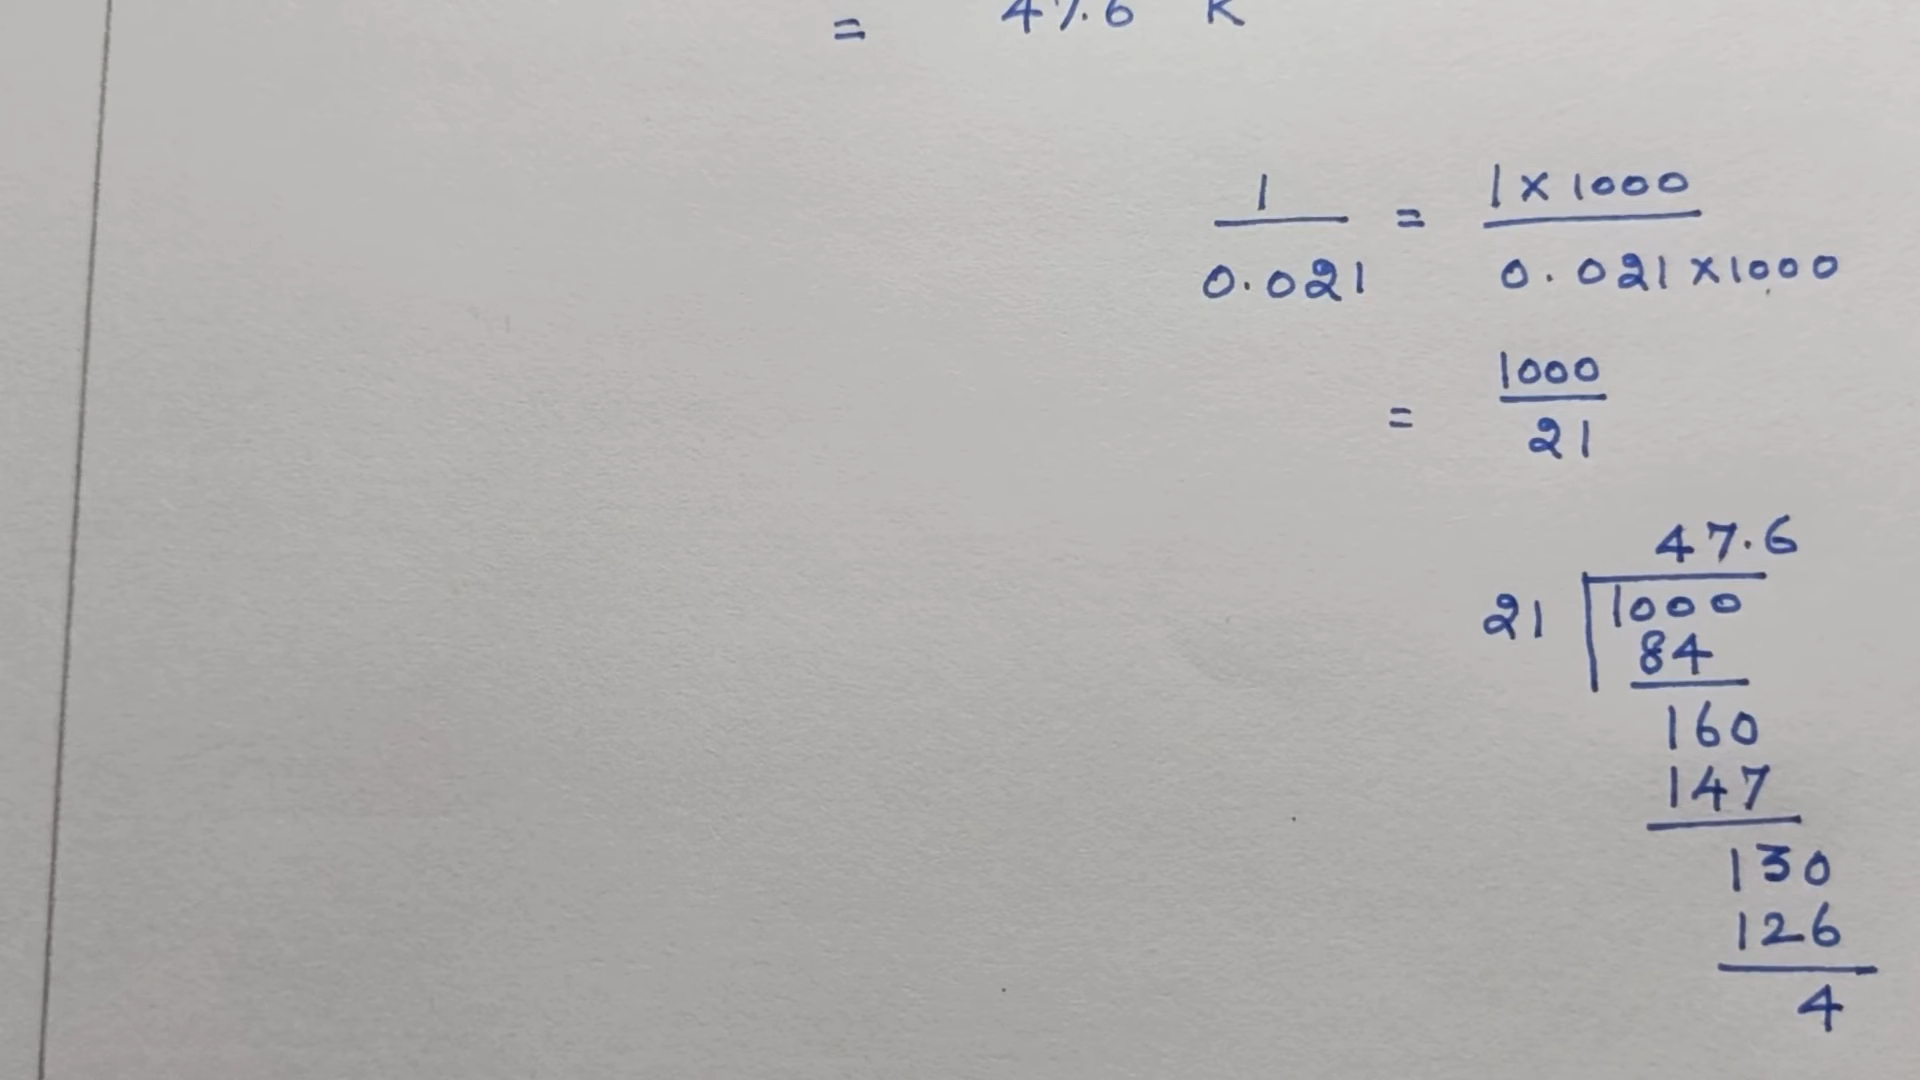 = 47.6 K
1 / 0.021 = 1 x 1000 / 0.021 x 1000
= 1000 / 21
47.6
21 1000
84
160
147
130
126
4